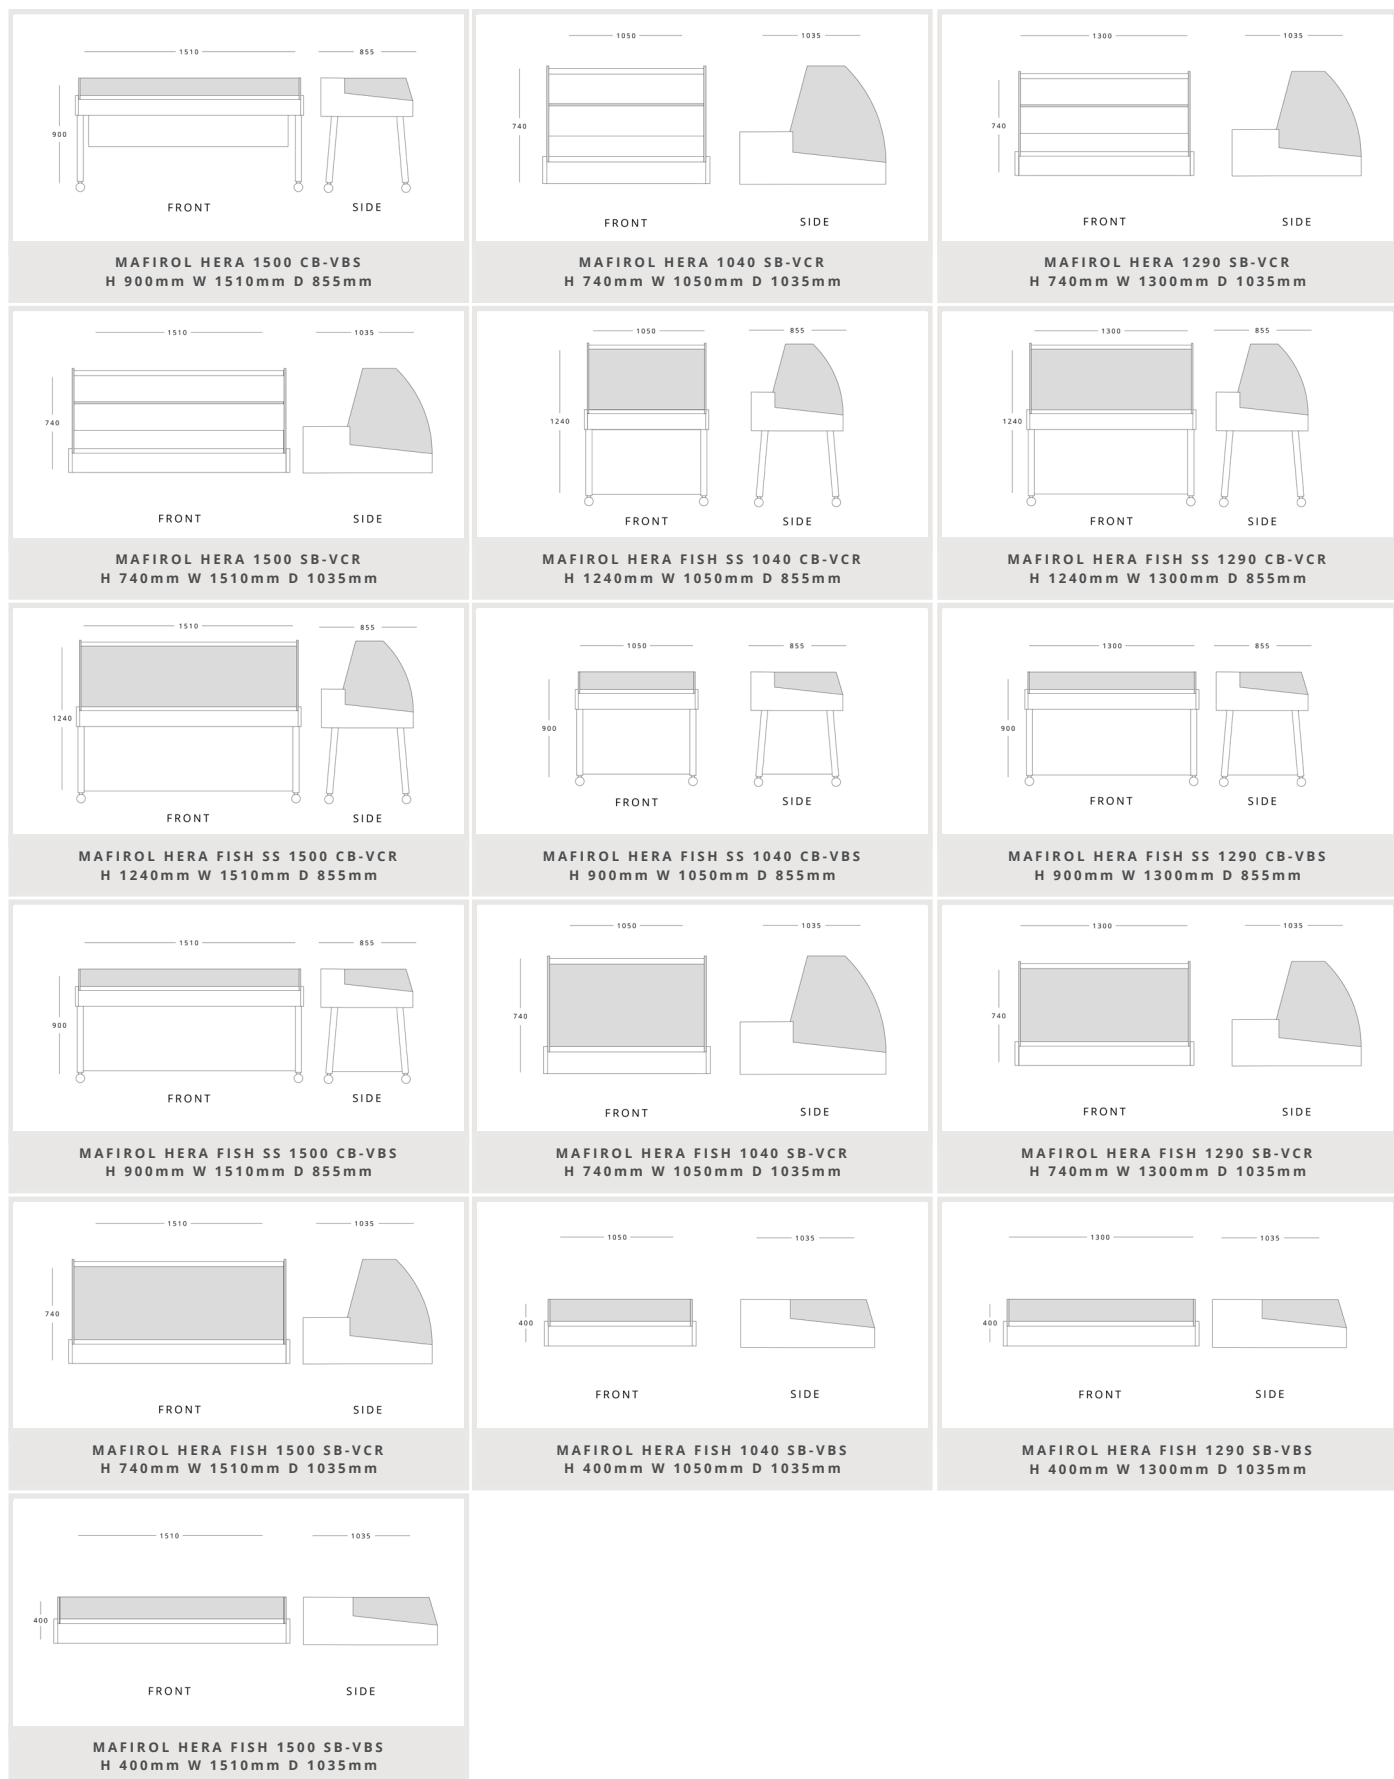 1510
855
900
FRONT
SIDE
MAFIROL HERA 1500 CB-VBS
H 900mm W 1510mm D 855mm
1050
1035
740
FRONT
SIDE
MAFIROL HERA 1040 SB-VCR
H 740mm W 1050mm D 1035mm
1300
1035
740
FRONT
SIDE
MAFIROL HERA 1290 SB-VCR
H 740mm W 1300mm D 1035mm
1510
1035
740
FRONT
SIDE
MAFIROL HERA 1500 SB-VCR
H 740mm W 1510mm D 1035mm
1050
855
1240
FRONT
SIDE
MAFIROL HERA FISH SS 1040 CB-VCR
H 1240mm W 1050mm D 855mm
1300
855
1240
FRONT
SIDE
MAFIROL HERA FISH SS 1290 CB-VCR
H 1240mm W 1300mm D 855mm
1510
855
1240
FRONT
SIDE
MAFIROL HERA FISH SS 1500 CB-VCR
H 1240mm W 1510mm D 855mm
1050
855
900
FRONT
SIDE
MAFIROL HERA FISH SS 1040 CB-VBS
H 900mm W 1050mm D 855mm
1300
855
900
FRONT
SIDE
MAFIROL HERA FISH SS 1290 CB-VBS
H 900mm W 1300mm D 855mm
1510
855
900
FRONT
SIDE
MAFIROL HERA FISH SS 1500 CB-VBS
H 900mm W 1510mm D 855mm
1050
1035
740
FRONT
SIDE
MAFIROL HERA FISH 1040 SB-VCR
H 740mm W 1050mm D 1035mm
1300
1035
740
FRONT
SIDE
MAFIROL HERA FISH 1290 SB-VCR
H 740mm W 1300mm D 1035mm
1510
1035
740
FRONT
SIDE
MAFIROL HERA FISH 1500 SB-VCR
H 740mm W 1510mm D 1035mm
1050
1035
400
FRONT
SIDE
MAFIROL HERA FISH 1040 SB-VBS
H 400mm W 1050mm D 1035mm
1300
1035
400
FRONT
SIDE
MAFIROL HERA FISH 1290 SB-VBS
H 400mm W 1300mm D 1035mm
1510
1035
400
FRONT
SIDE
MAFIROL HERA FISH 1500 SB-VBS
H 400mm W 1510mm D 1035mm